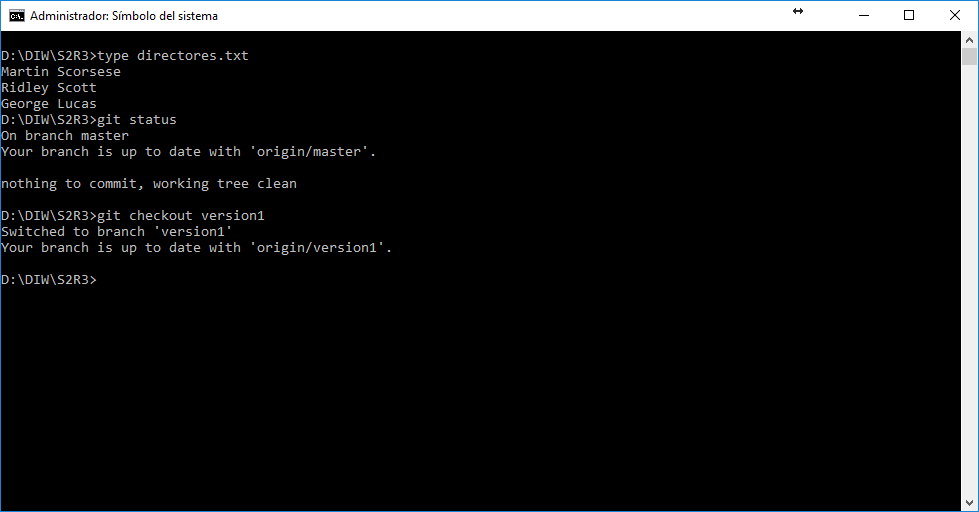 Administrador: Símbolo del sistema
D:\DIW\S2R3>type directores.txt
Martin Scorsese
Ridley Scott
George Lucas
D:\DIW\S2R3>git status
On branch master
Your branch is up to date with 'origin/master'.
nothing to commit, working tree clean
D:\DIW\S2R3>git checkout version1
Switched to branch 'version1'
Your branch is up to date with 'origin/version1'.
D:\DIW\S2R3>